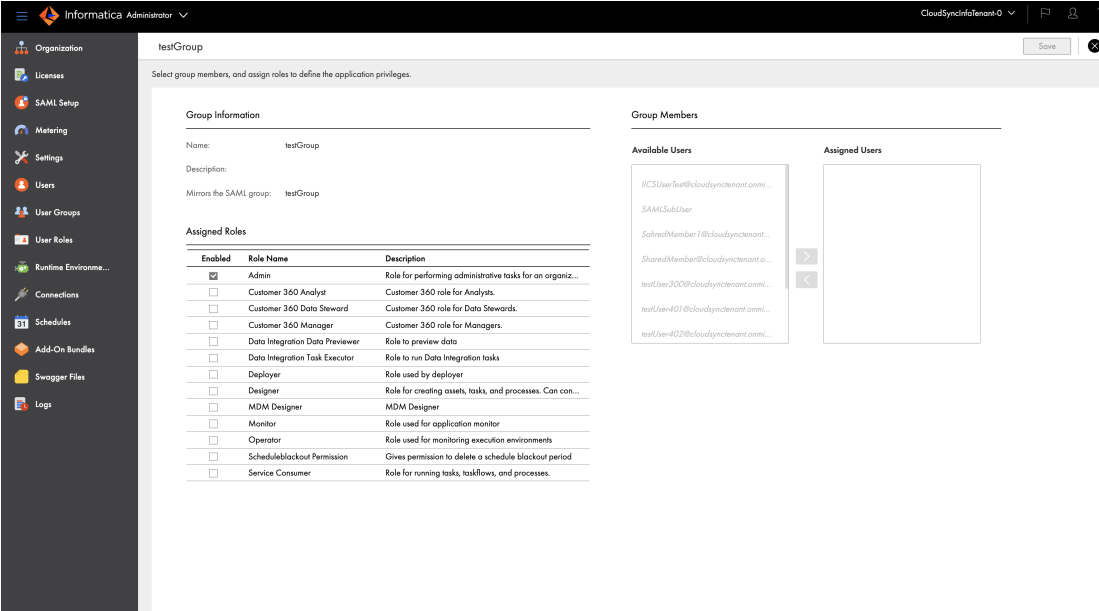 Informatica Administrator
CloudSyncInfaTenant-0
Organization
Licenses
SAML Setup
Metering
Settings
Users
User Groups
User Roles
Runtime Environme...
Connections
31 Schedules
Add-On Bundles
Swagger Files
Logs
testGroup
Save
Select group members, and assign roles to define the application privileges.
Group Information
Name: testGroup
Description:
Mirrors the SAML group: testGroup
Assigned Roles
Enabled Role Name Description
Admin Role for performing administrative tasks for an organiz...
Customer 360 Analyst Customer 360 role for Analysts.
Customer 360 Data Steward Customer 360 role for Data Stewards.
Customer 360 Manager Customer 360 role for Managers.
Data Integration Data Previewer Role to preview data
Data Integration Task Executor Role to run Data Integration tasks
Deployer Role used by deployer
Designer Role for creating assets, tasks, and processes. Can con...
MDM Designer MDM Designer
Monitor Role used for application monitor
Operator Role used for monitoring execution environments
Scheduleblackout Permission Gives permission to delete a schedule blackout period
Service Consumer Role for running tasks, taskflows, and processes.
Group Members
Available Users
IICSUserTest@cloudsynctenant.onmi...
SAMLSubUser
SahredMember1@cloudsynctenant...
SharedMember@cloudsynctenant.o...
testUser300@cloudsynctenant.onmi...
testUser401@cloudsynctenant.onmi...
testUser402@cloudsynctenant.onmi...
Assigned Users